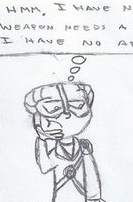 HMM, I HAVE N
WEAPON NEEDS A
I HAVE NO A